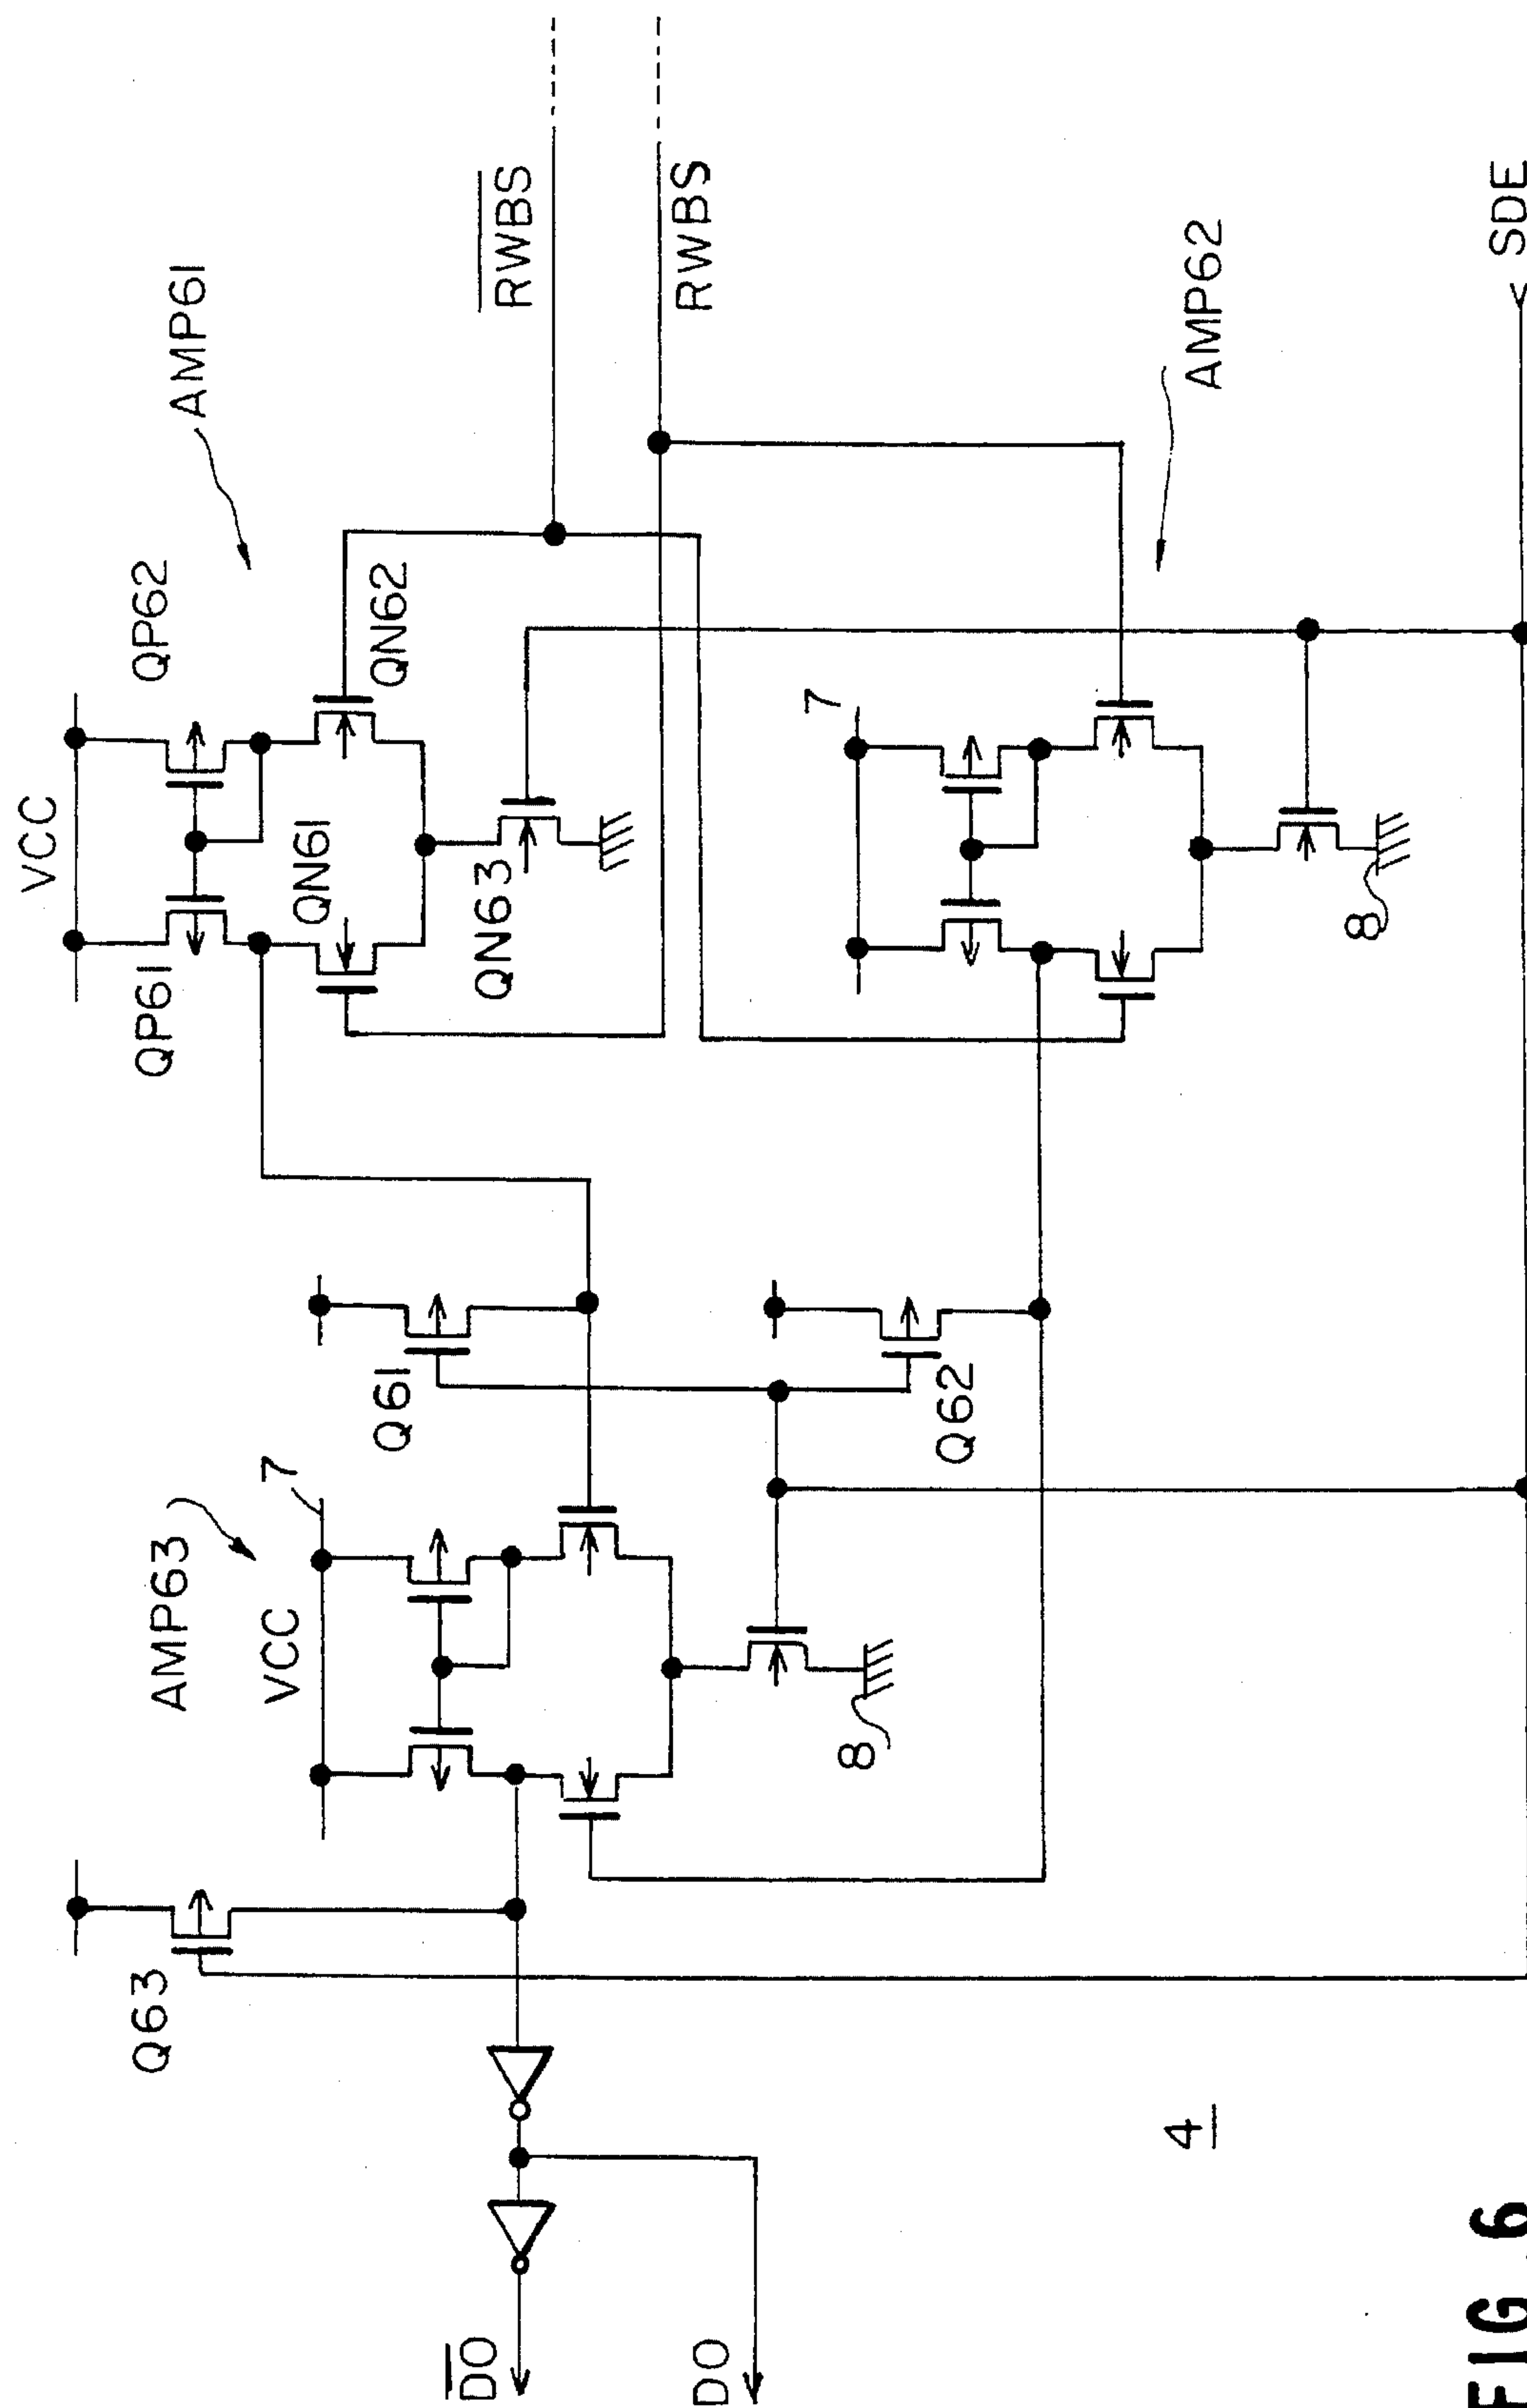 VCC
QP61
QP62
AMP61
QN61
QN62
QN63
RWBS
RWBS
AMP62
7
8
SDE
Q61
Q62
AMP63
7
VCC
8
Q63
DO
DO
4
FIG. 6